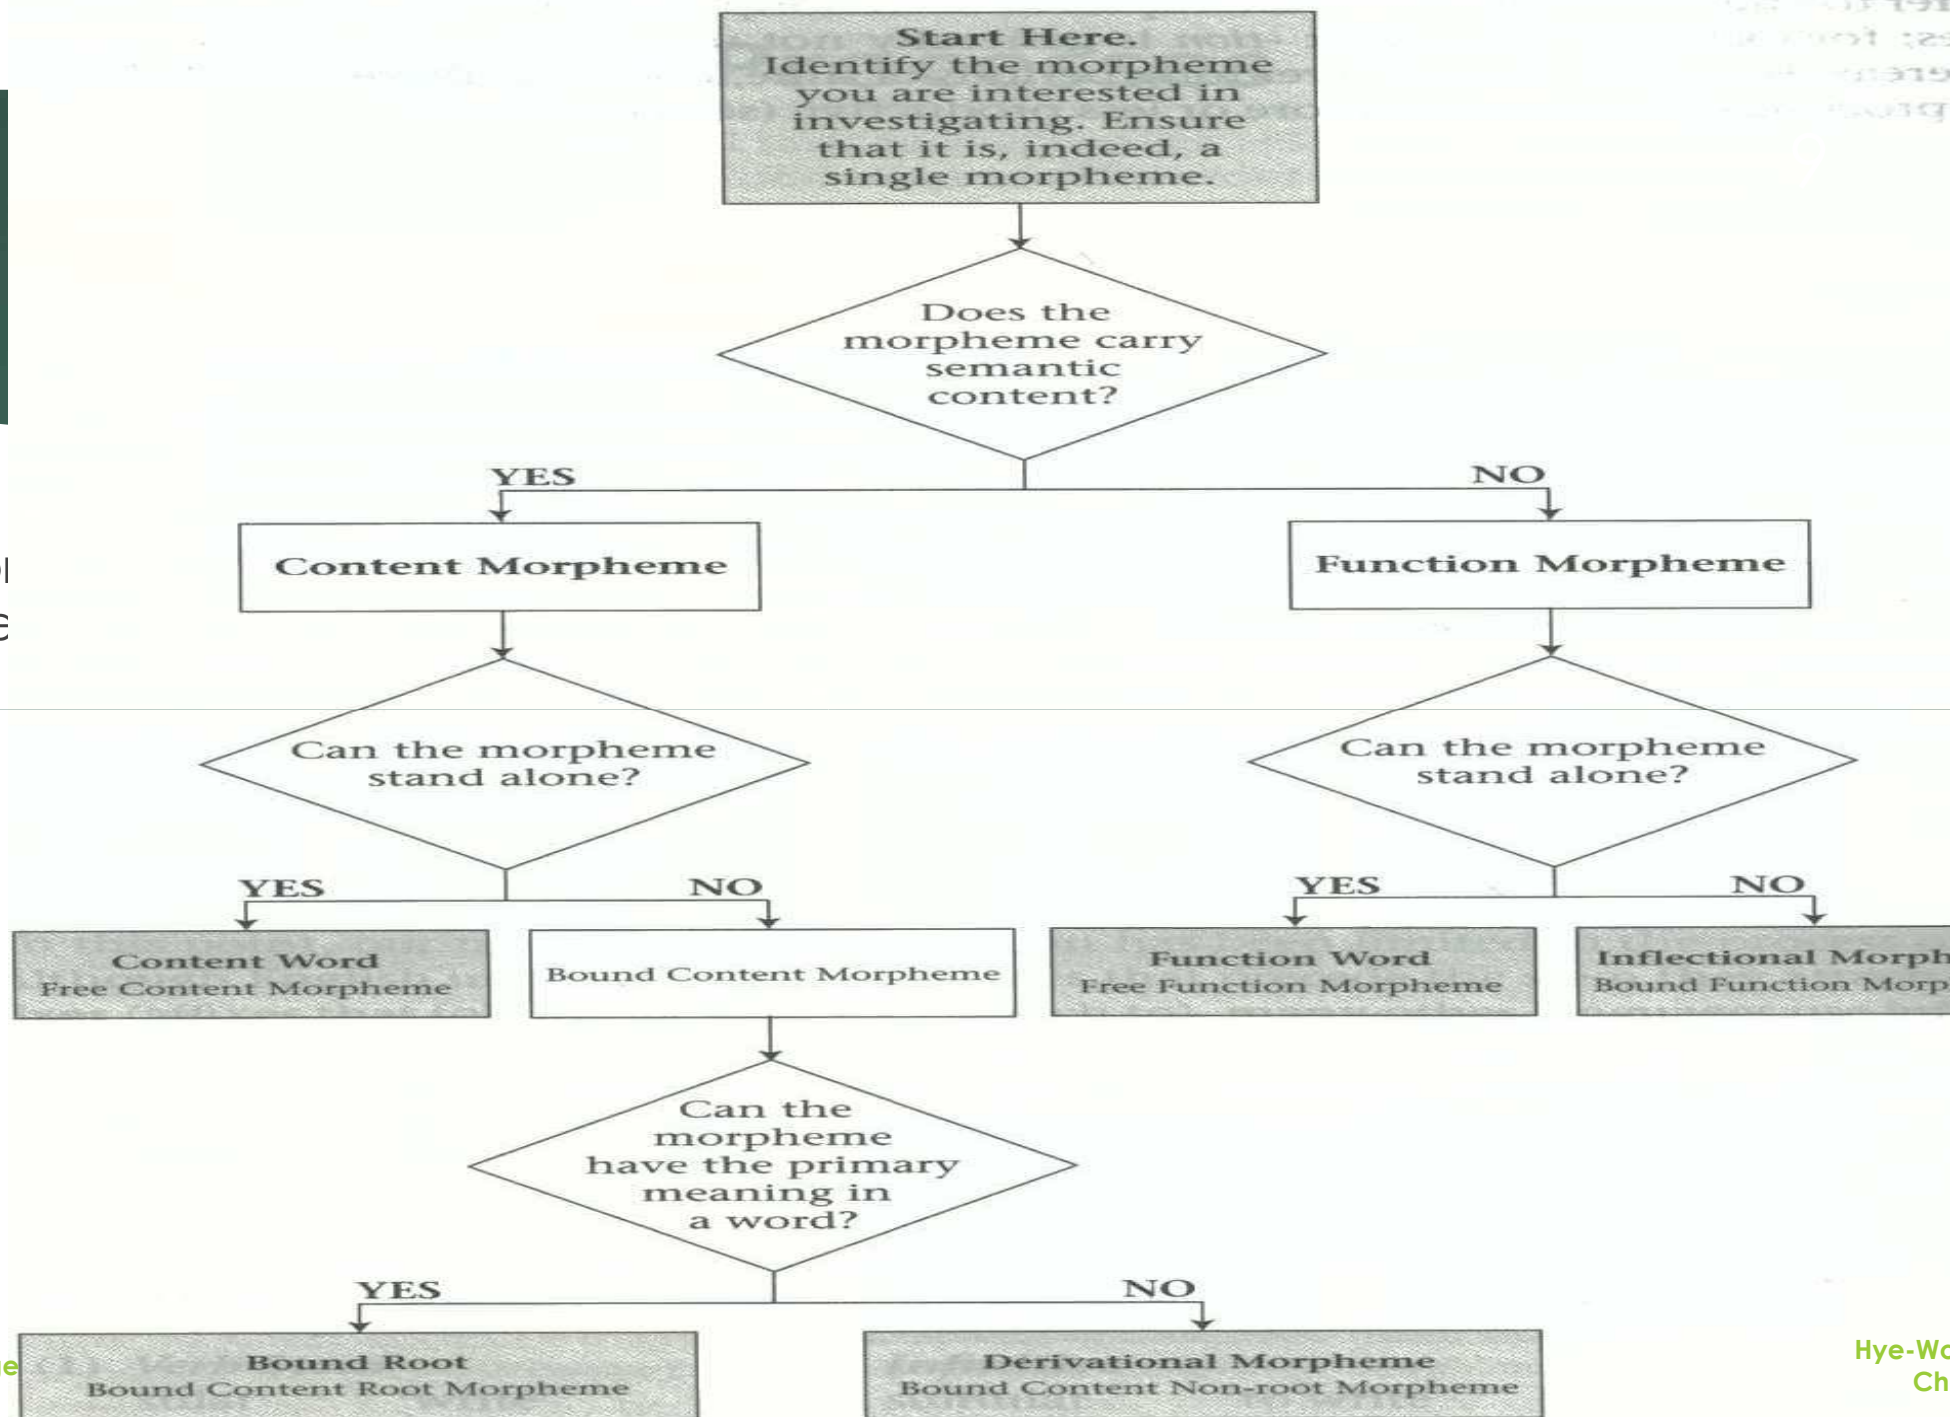 Start Here.
Identify the morpheme
you are interested in
investigating. Ensure
that it is, indeed, a
single morpheme.
Does the
morpheme carry
semantic
content?
YES
NO
Content Morpheme
Function Morpheme
Can the morpheme
stand alone?
Can the morpheme
stand alone?
YES
NO
YES
NO
Content Word
Free Content Morpheme
Bound Content Morpheme
Function Word
Free Function Morpheme
Inflectional Morph
Bound Function Morp
Can the
morpheme
have the primary
meaning in
a word?
YES
NO
Bound Root
Bound Content Root Morpheme
Derivational Morpheme
Bound Content Non-root Morpheme
Hye-Wo
Ch